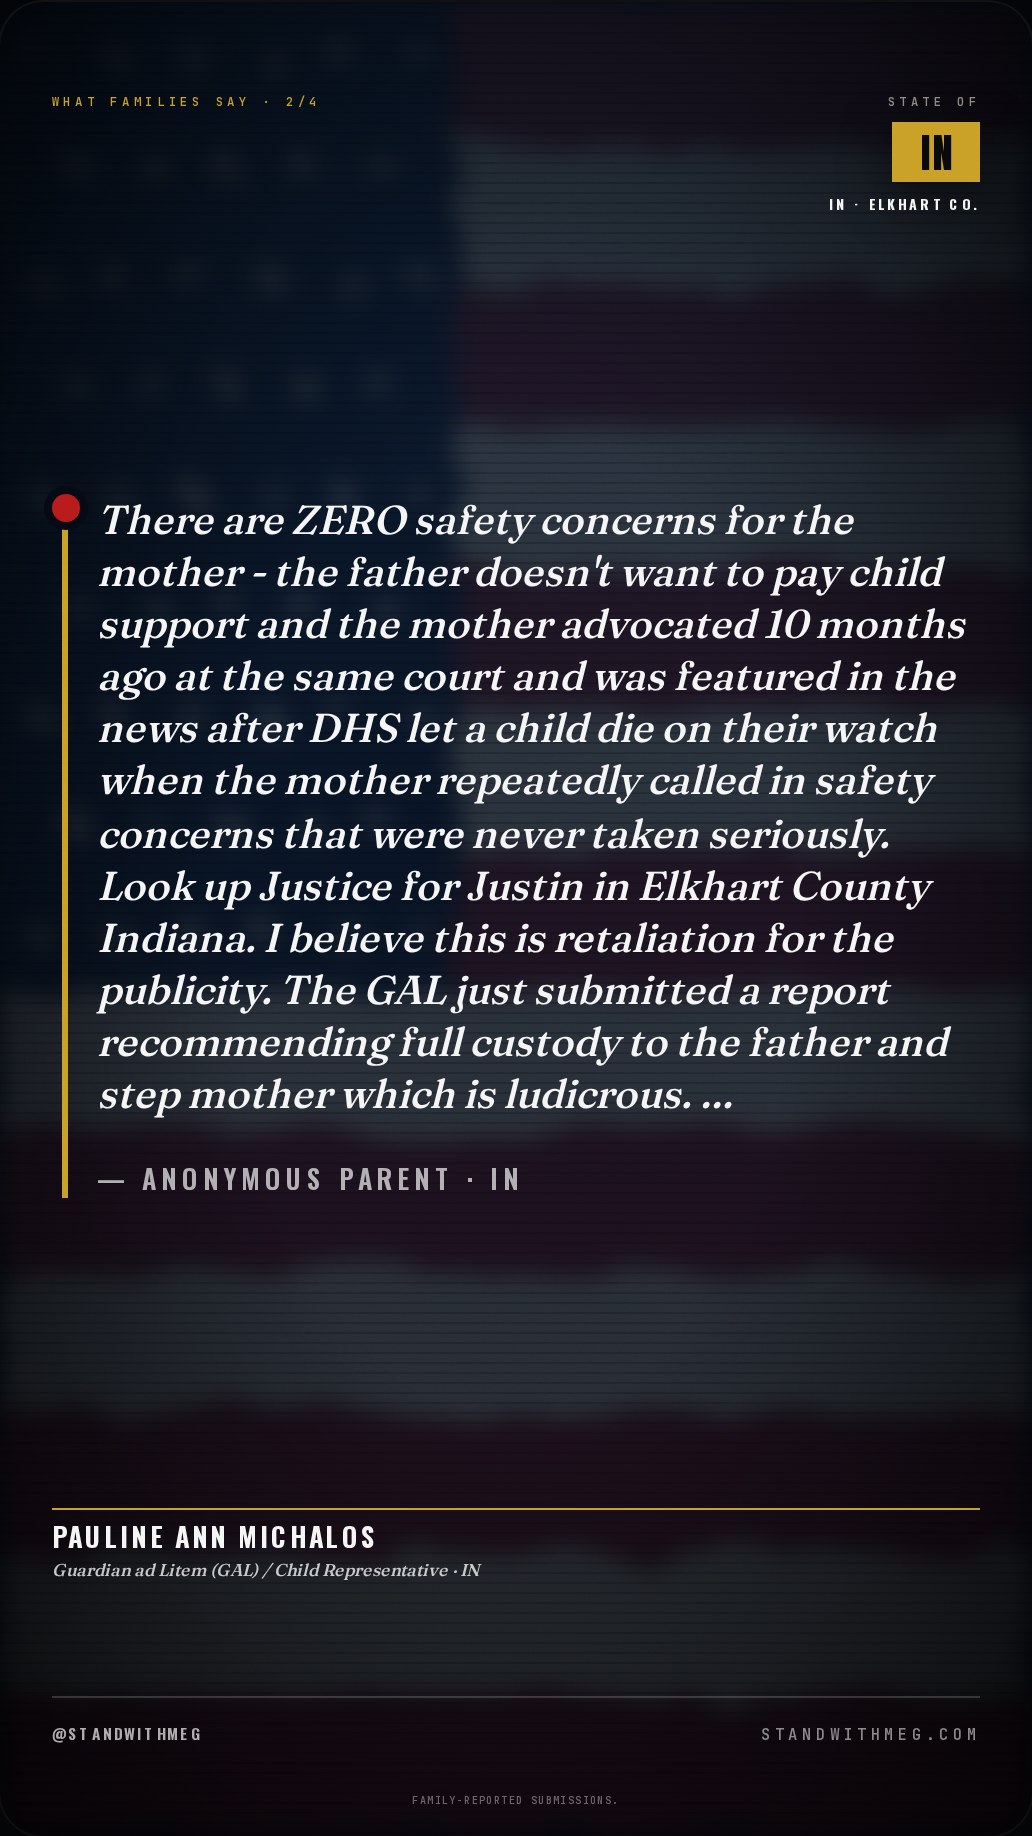 WHAT FAMILIES SAY · 2/4
STATE OF
IN
IN · ELKHART CO.
There are ZERO safety concerns for the
mother - the father doesn't want to pay child
support and the mother advocated 10 months
ago at the same court and was featured in the
news after DHS let a child die on their watch
when the mother repeatedly called in safety
concerns that were never taken seriously.
Look up Justice for Justin in Elkhart County
Indiana. I believe this is retaliation for the
publicity. The GAL just submitted a report
recommending full custody to the father and
step mother which is ludicrous. ...
— ANONYMOUS PARENT · IN
PAULINE ANN MICHALOS
Guardian ad Litem (GAL) / Child Representative · IN
@STANDWITHMEG
STANDWITHMEG.COM
FAMILY-REPORTED SUBMISSIONS.